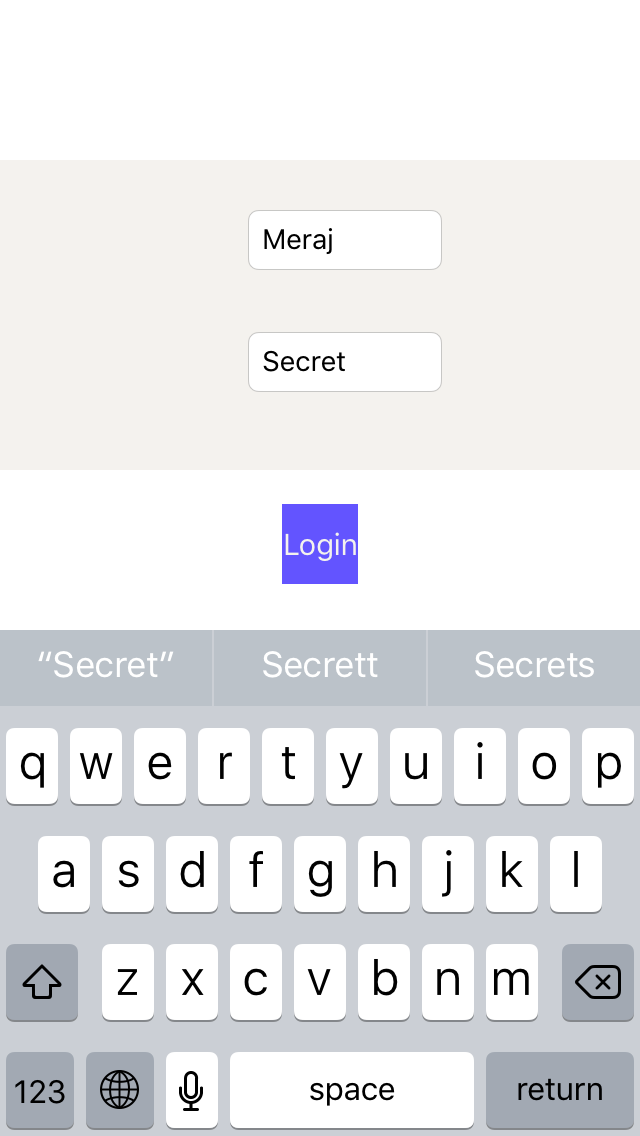 Meraj
Secret
Login
“Secret” Secrett Secrets
q w e r t y u i o p
a s d f g h j k l
z x c v b n m
123 space return